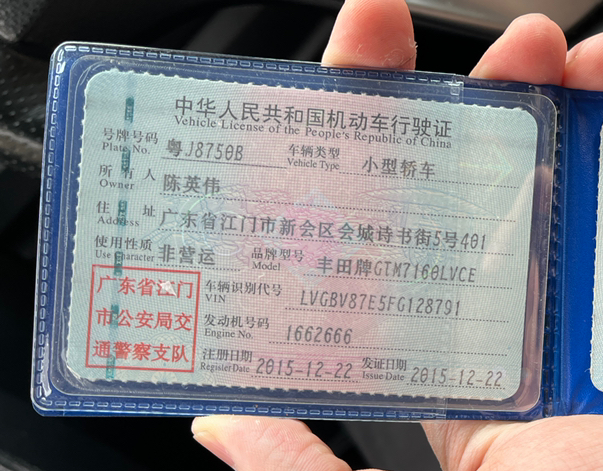 中华人民共和国机动车行驶证
Vehicle License of the People's Republic of China
号牌号码 粤J8750B 车辆类型 小型轿车
Plate No. Vehicle Type
所有人 陈英伟
Owner
住址 广东省江门市新会区会城诗书街5号401
Address
使用性质 非营运 品牌型号 丰田牌GTM7160LVCE
Use Character Model
广东省江门
市公安局交
通警察支队
车辆识别代号 LVGBV87E5FG128791
VIN
发动机号码 1662666
Engine No.
注册日期 2015-12-22 发证日期 2015-12-22
Register Date Issue Date